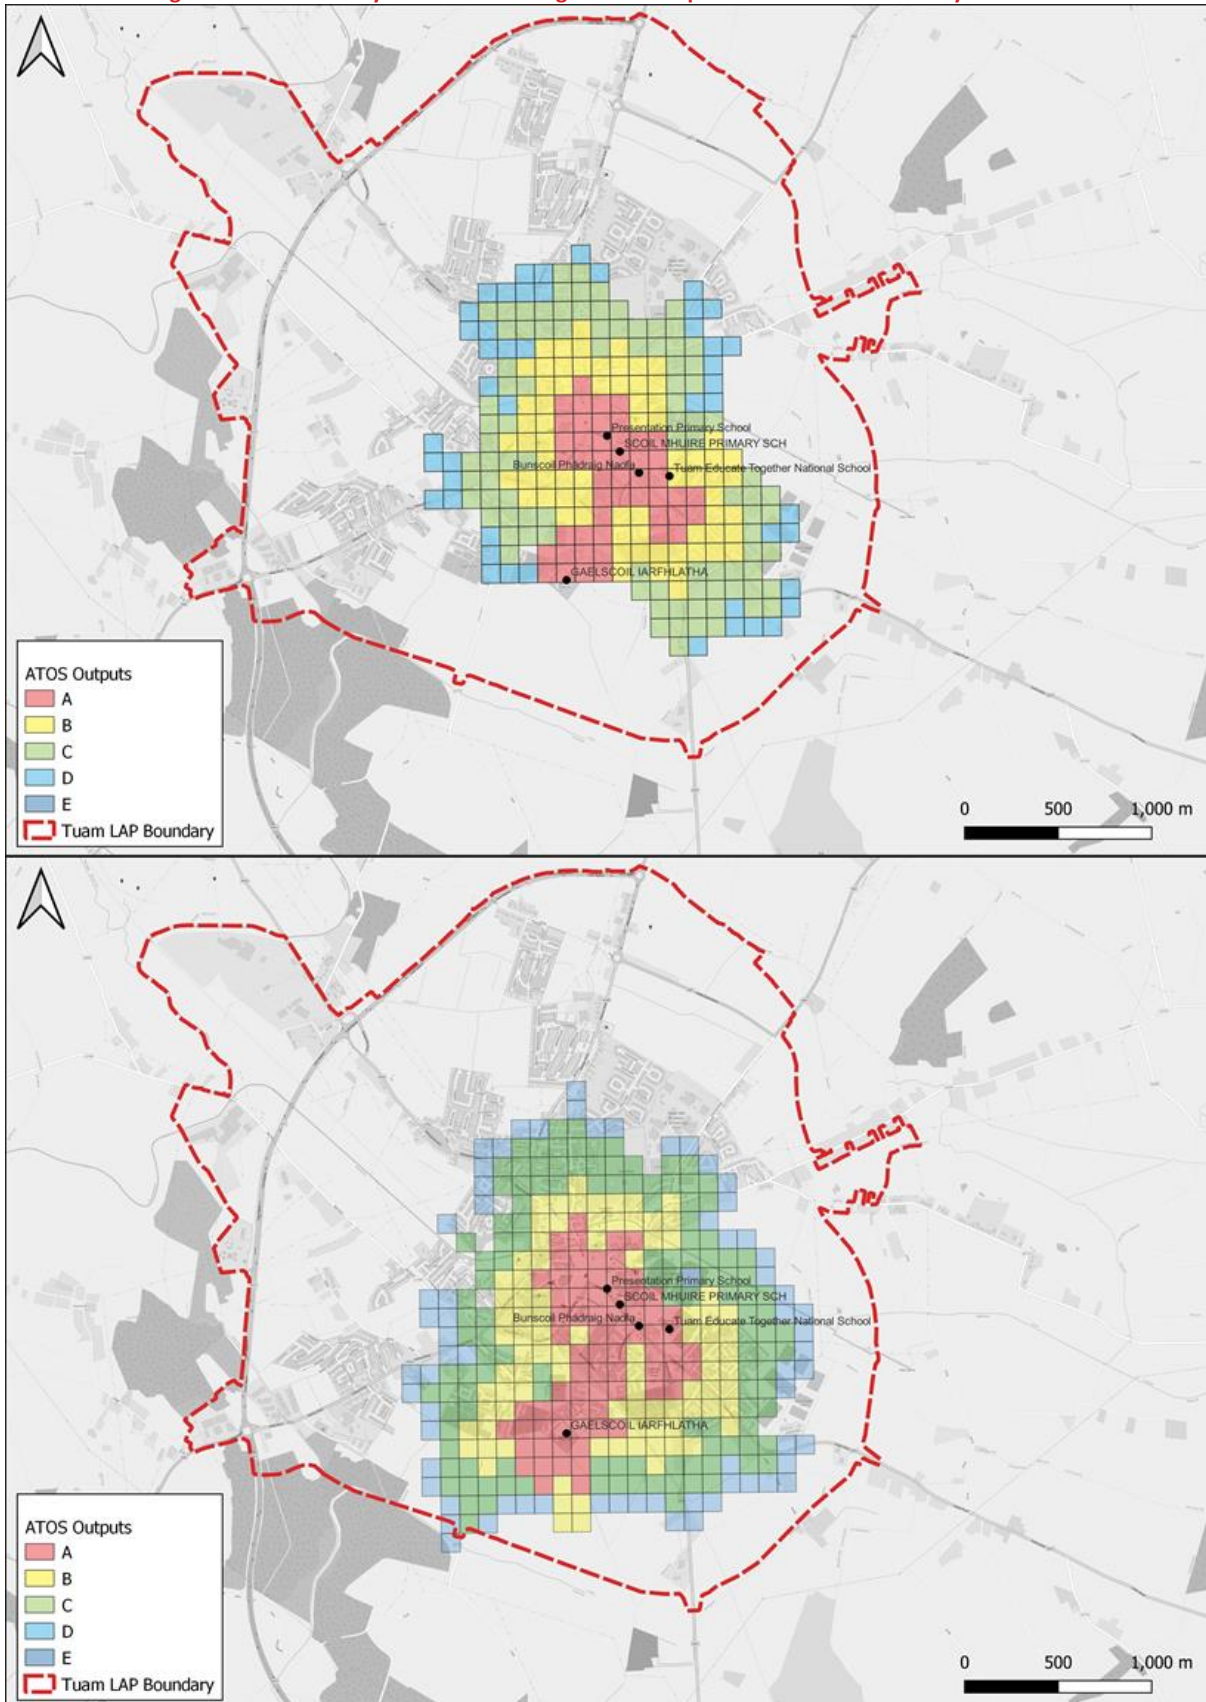 Presentation Primary School
SCOIL MHUIRE PRIMARY SCH
Bunscoil Phádraig Naofa
Tuam Educate Together National School
GAELSCOIL IARFHLATHA
ATOS Outputs
A
B
C
D
E
Tuam LAP Boundary
0 500 1,000 m
Presentation Primary School
SCOIL MHUIRE PRIMARY SCH
Bunscoil Phádraig Naofa
Tuam Educate Together National School
GAELSCOIL IARFHLATHA
ATOS Outputs
A
B
C
D
E
Tuam LAP Boundary
0 500 1,000 m